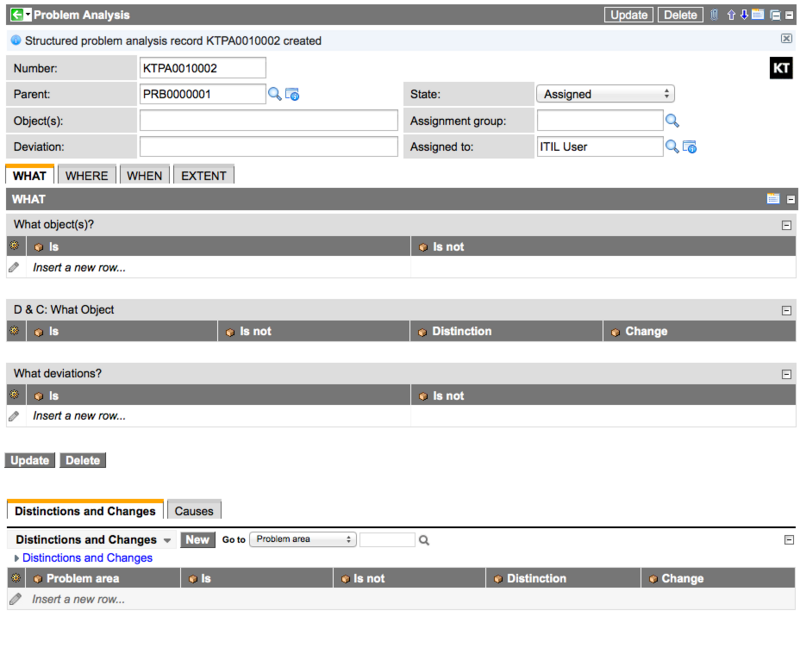 Problem Analysis Update Delete
Structured problem analysis record KTPA0010002 created
Number: KTPA0010002 KT
Parent: PRB0000001 State: Assigned
Object(s): Assignment group:
Deviation: Assigned to: ITIL User
WHAT WHERE WHEN EXTENT
WHAT
What object(s)?
Is Is not
Insert a new row...
D & C: What Object
Is Is not Distinction Change
What deviations?
Is Is not
Insert a new row...
Update Delete
Distinctions and Changes Causes
Distinctions and Changes New Go to Problem area
Distinctions and Changes
Problem area Is Is not Distinction Change
Insert a new row...